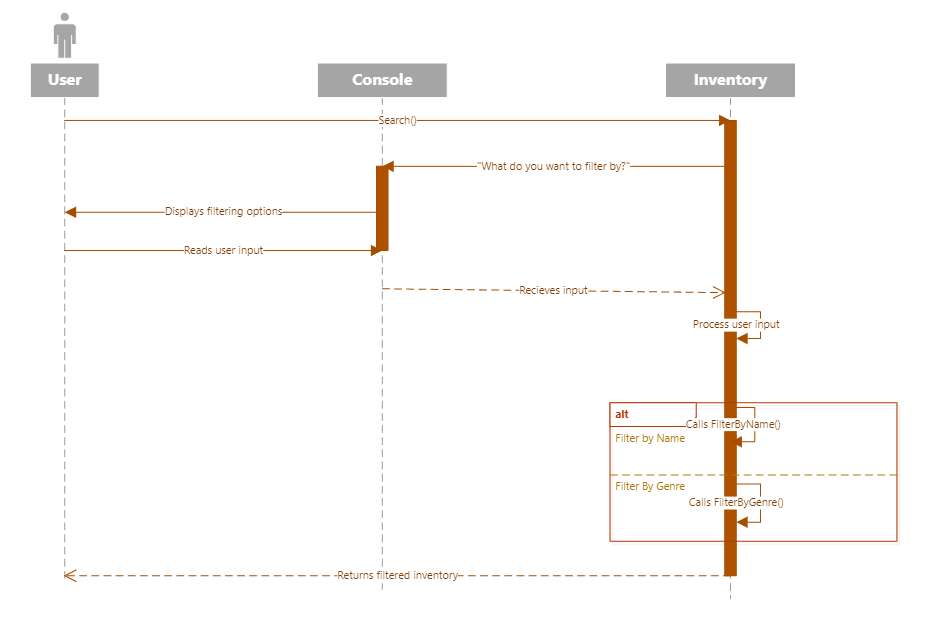 User
Console
Inventory
Search()
"What do you want to filter by?"
Displays filtering options
Reads user input
Recieves input
Process user input
alt
Calls FilterByName()
Filter by Name
Filter By Genre
Calls FilterByGenre()
Returns filtered inventory